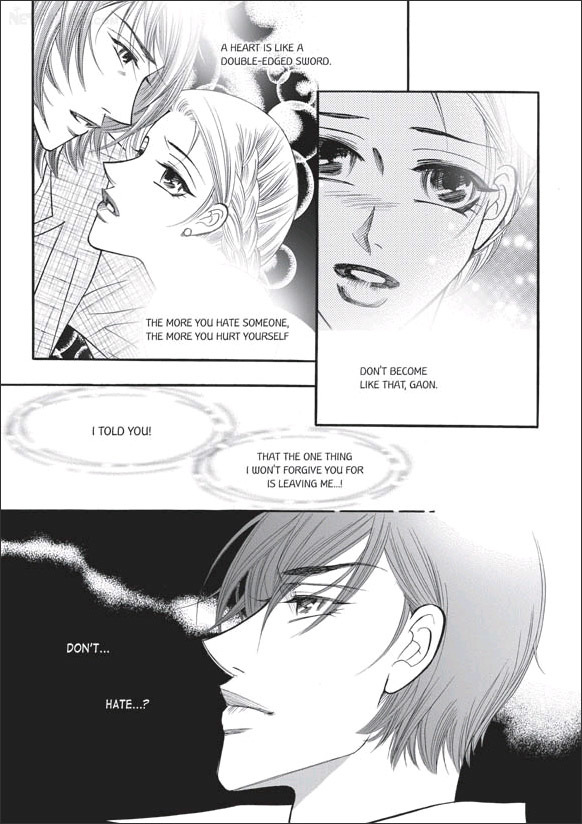 A HEART IS LIKE A
DOUBLE-EDGED SWORD.
THE MORE YOU HATE SOMEONE,
THE MORE YOU HURT YOURSELF
DON'T BECOME
LIKE THAT, GAON.
I TOLD YOU!
THAT THE ONE THING
I WON'T FORGIVE YOU FOR
IS LEAVING ME...!
DON'T...
HATE...?